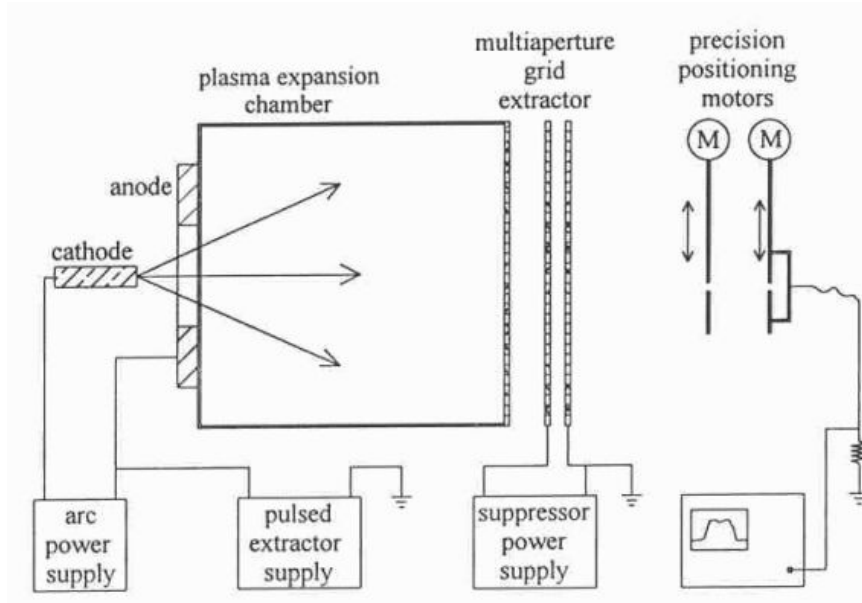 multiaperture
grid
extractor
precision
positioning
motors
plasma expansion
chamber
M
M
anode
cathode
arc
power
supply
pulsed
extractor
supply
suppressor
power
supply